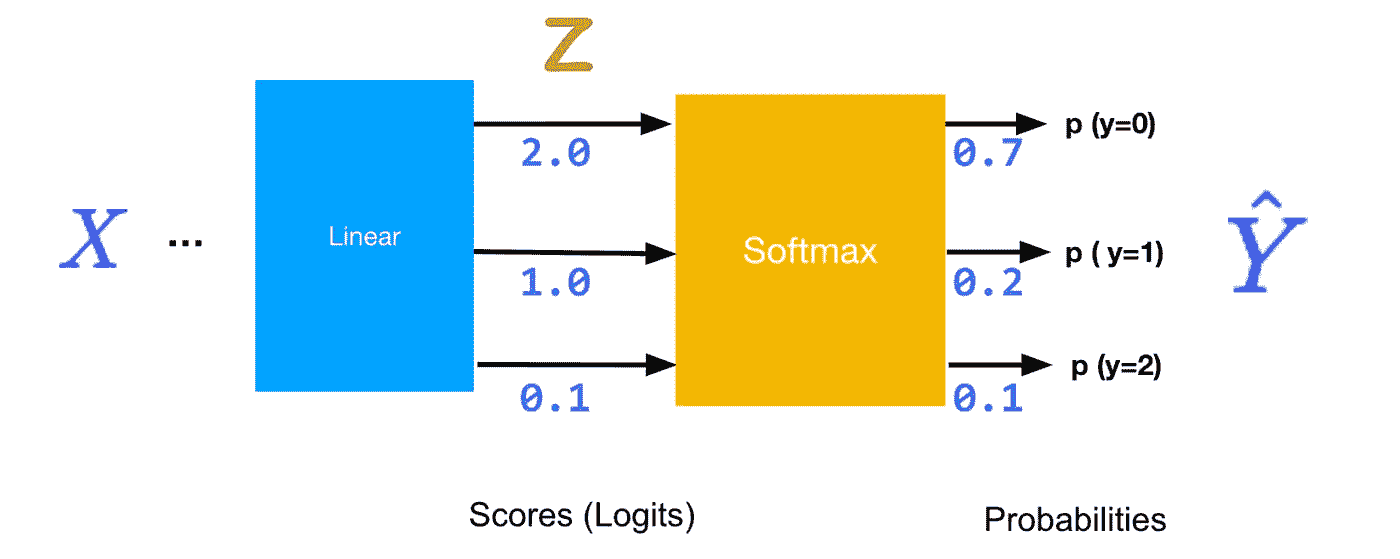 Z
2.0
1.0
0.1
X ...
Linear
Softmax
0.7
0.2
0.1
p (y=0)
p ( y=1)
p (y=2)
Ŷ
Scores (Logits)
Probabilities